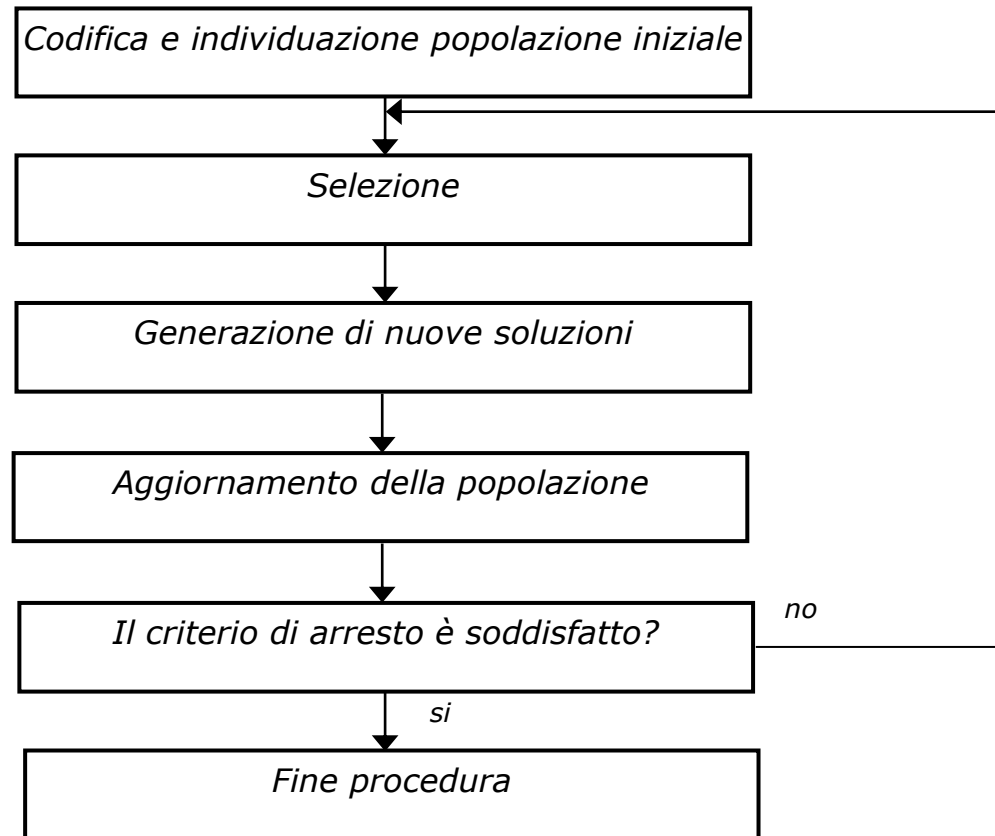 Codifica e individuazione popolazione iniziale
Selezione
Generazione di nuove soluzioni
Aggiornamento della popolazione
Il criterio di arresto è soddisfatto?
no
si
Fine procedura